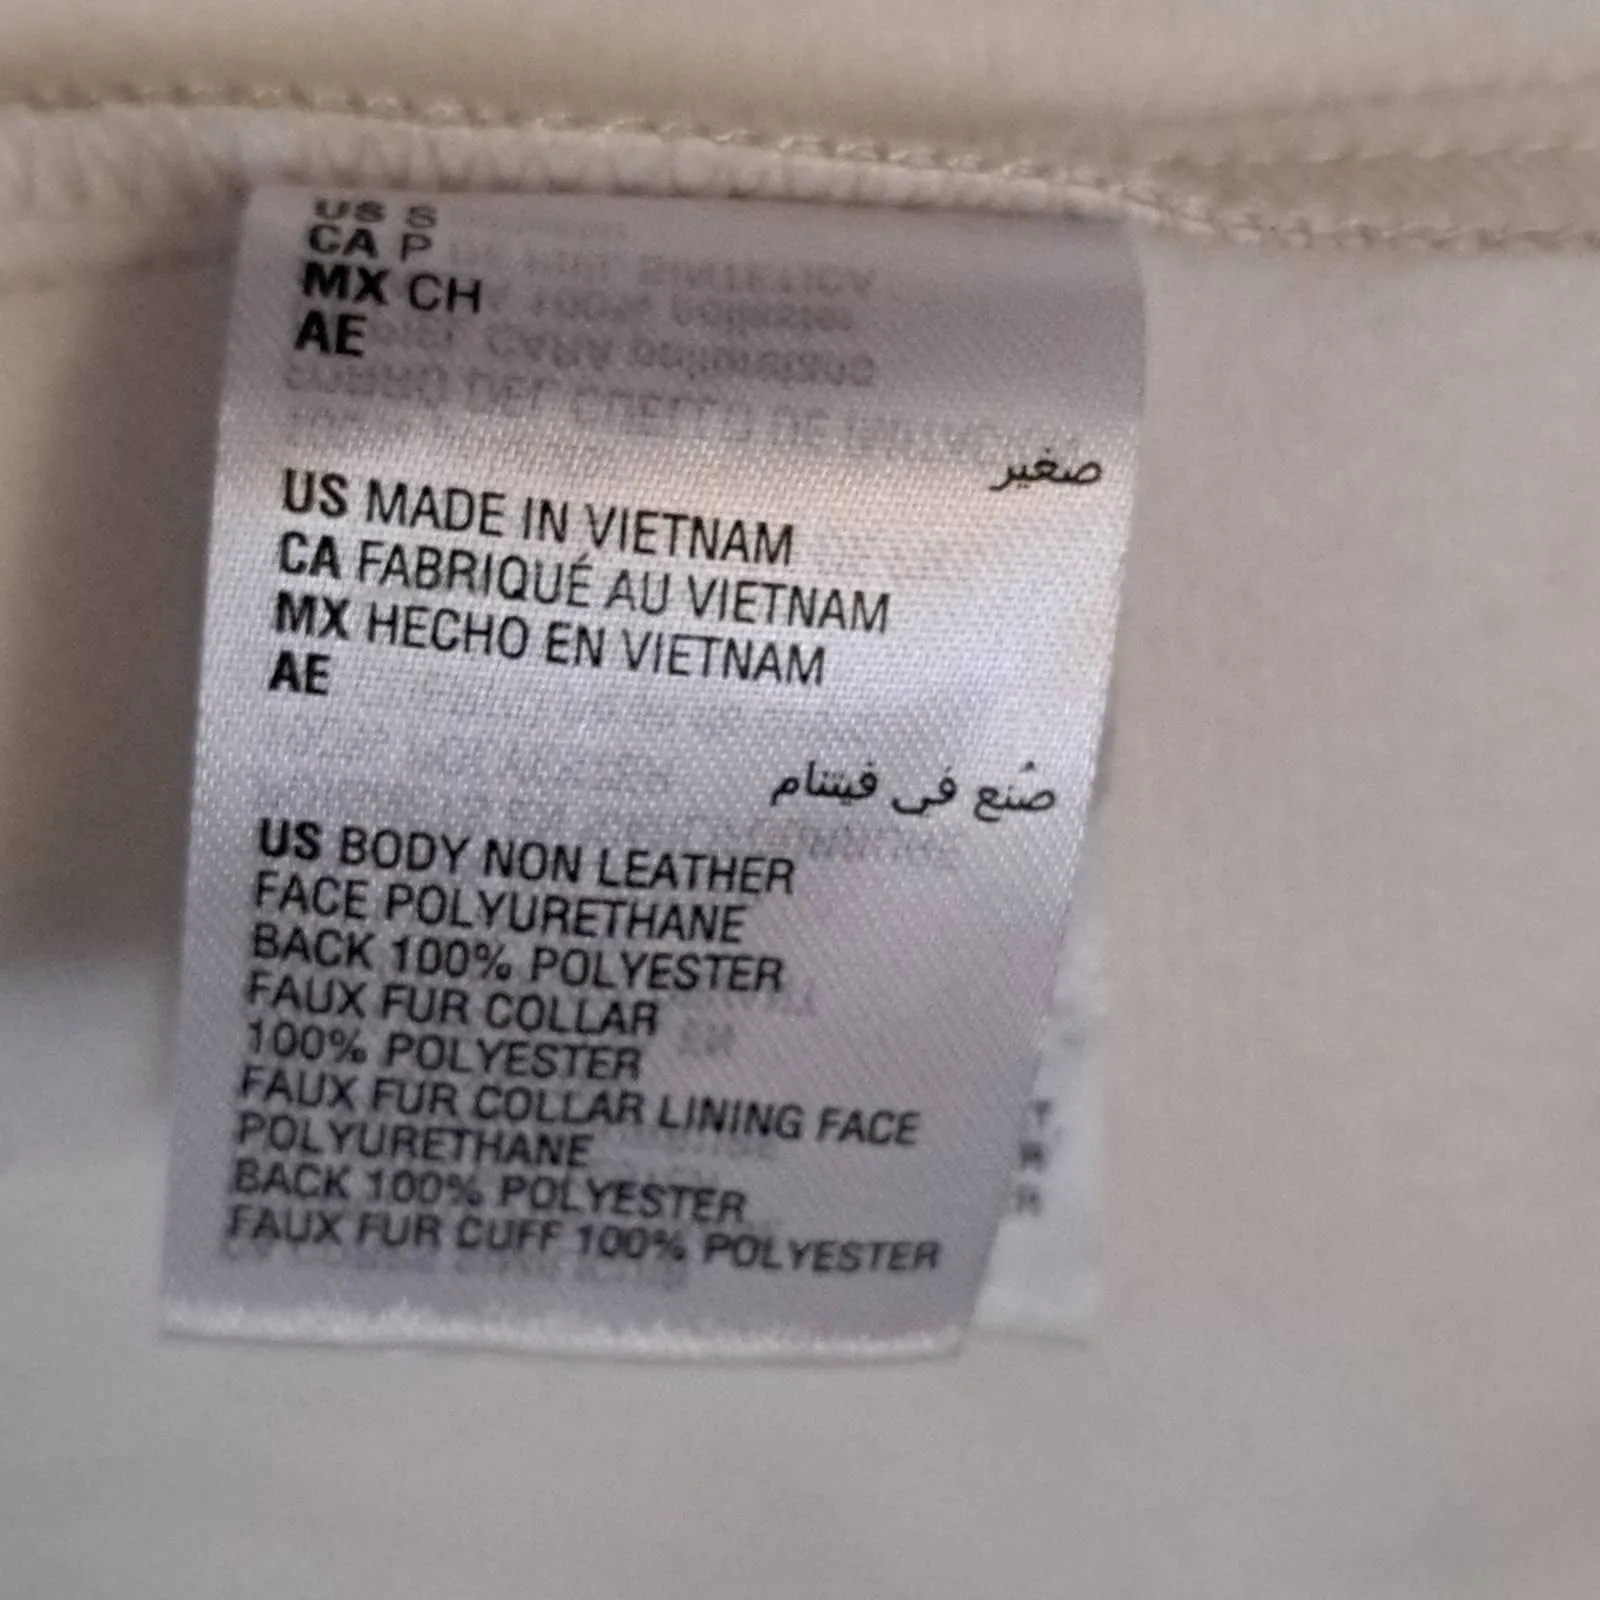 US S
CA P
MX CH
AE
صغير
US MADE IN VIETNAM
CA FABRIQUÉ AU VIETNAM
MX HECHO EN VIETNAM
AE
صُنع في فيتنام
US BODY NON LEATHER
FACE POLYURETHANE
BACK 100% POLYESTER
FAUX FUR COLLAR
100% POLYESTER
FAUX FUR COLLAR LINING FACE
POLYURETHANE
BACK 100% POLYESTER
FAUX FUR CUFF 100% POLYESTER